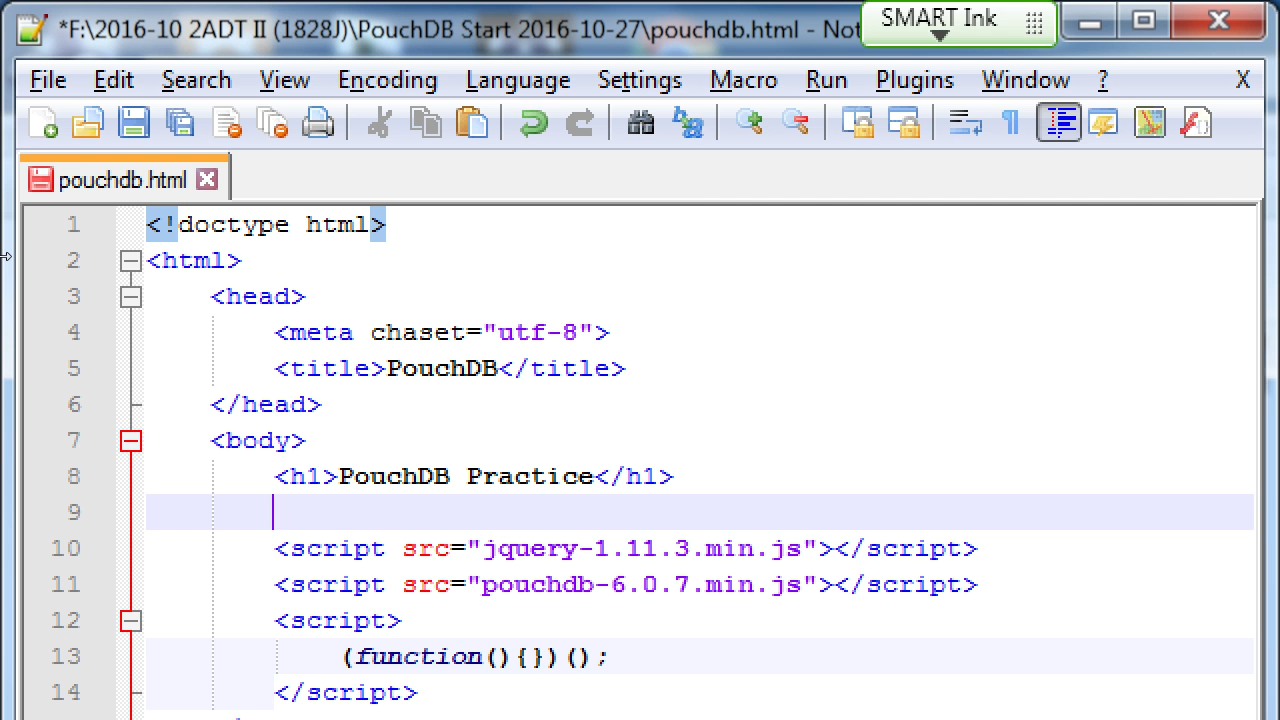 *F:\2016-10 2ADT II (1828J)\PouchDB Start 2016-10-27\pouchdb.html - Not
SMART Ink
File Edit Search View Encoding Language Settings Macro Run Plugins Window ? X
pouchdb.html
1 <!doctype html>
2 <html>
3 <head>
4 <meta chaset="utf-8">
5 <title>PouchDB</title>
6 </head>
7 <body>
8 <h1>PouchDB Practice</h1>
9
10 <script src="jquery-1.11.3.min.js"></script>
11 <script src="pouchdb-6.0.7.min.js"></script>
12 <script>
13 (function(){})();
14 </script>